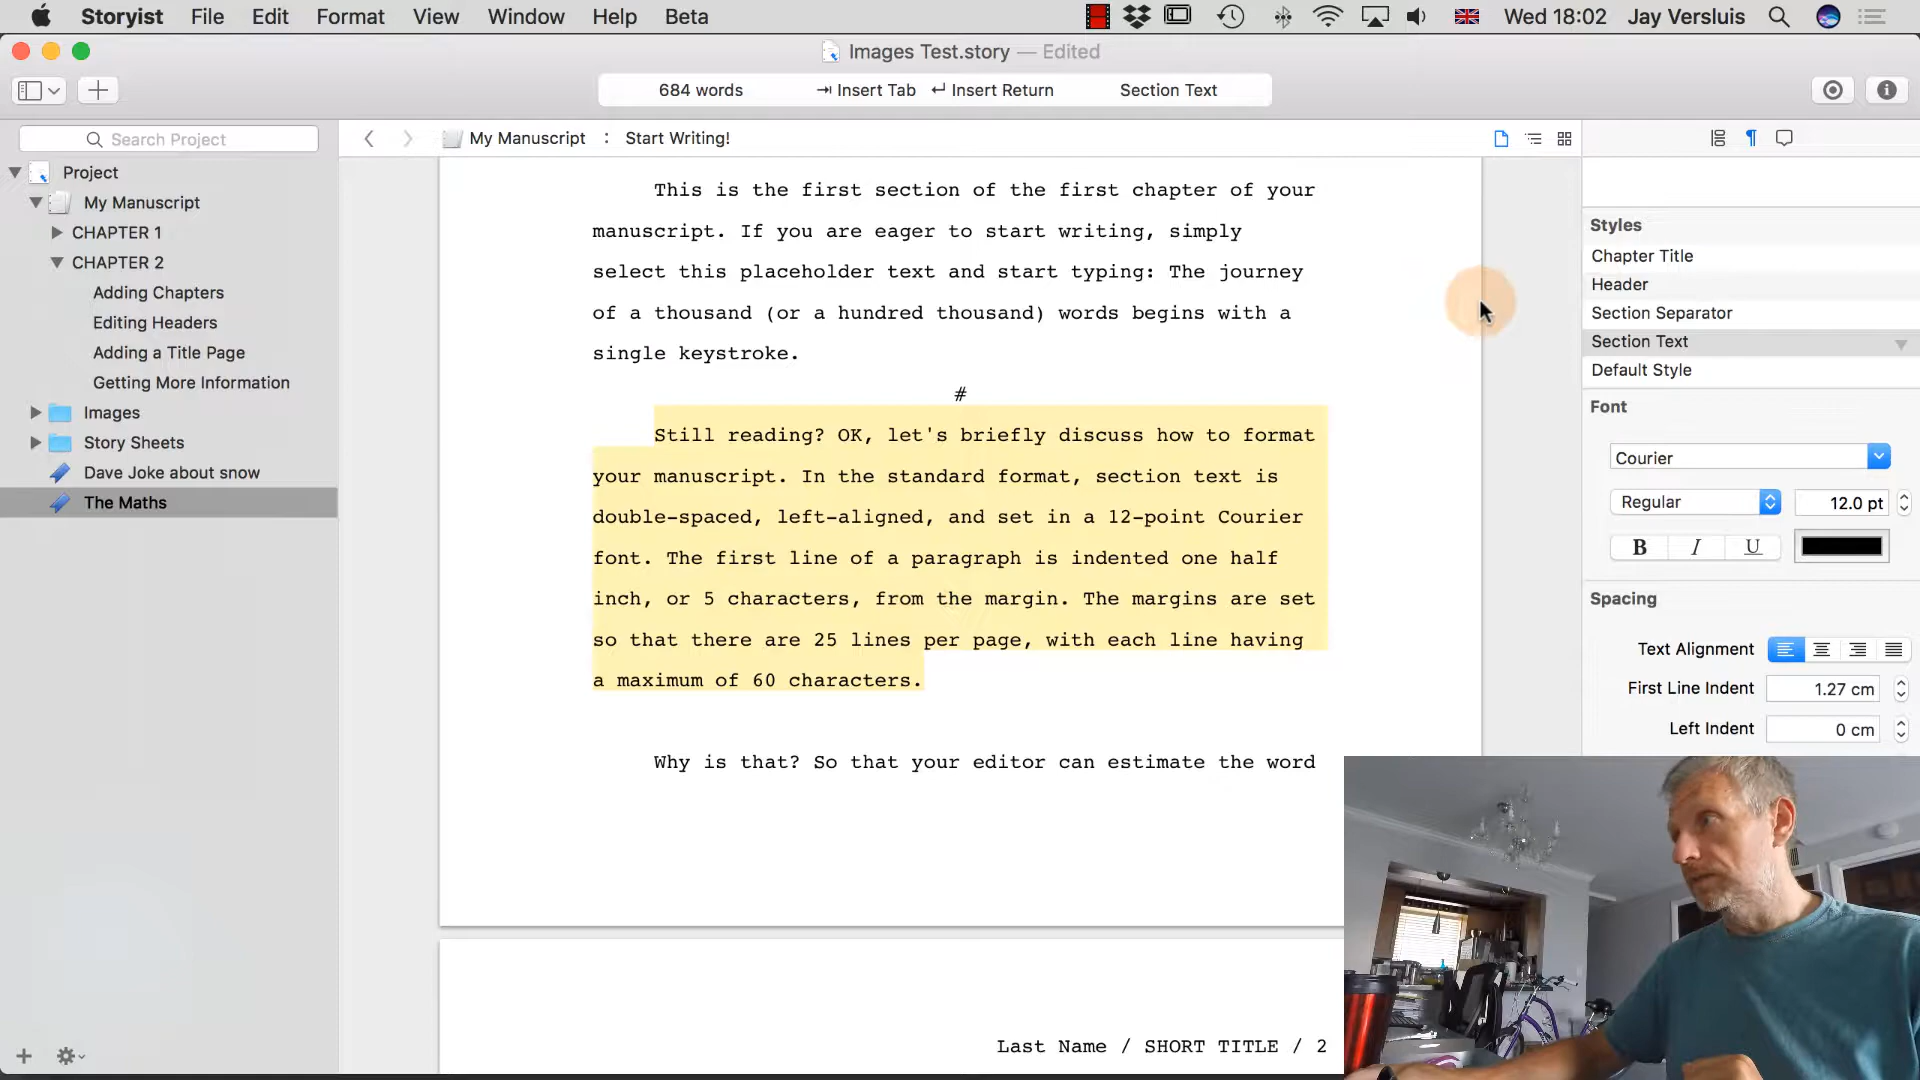 Storyist File Edit Format View Window Help Beta Wed 18:02 Jay Versluis
Images Test.story — Edited
684 words Insert Tab Insert Return Section Text
Search Project
My Manuscript : Start Writing!
Project
My Manuscript
CHAPTER 1
CHAPTER 2
Adding Chapters
Editing Headers
Adding a Title Page
Getting More Information
Images
Story Sheets
Dave Joke about snow
The Maths
This is the first section of the first chapter of your
manuscript. If you are eager to start writing, simply
select this placeholder text and start typing: The journey
of a thousand (or a hundred thousand) words begins with a
single keystroke.
#
Still reading? OK, let's briefly discuss how to format
your manuscript. In the standard format, section text is
double-spaced, left-aligned, and set in a 12-point Courier
font. The first line of a paragraph is indented one half
inch, or 5 characters, from the margin. The margins are set
so that there are 25 lines per page, with each line having
a maximum of 60 characters.
Why is that? So that your editor can estimate the word
Last Name / SHORT TITLE / 2
Styles
Chapter Title
Header
Section Separator
Section Text
Default Style
Font
Courier
Regular 12.0 pt
B I U
Spacing
Text Alignment
First Line Indent 1.27 cm
Left Indent 0 cm